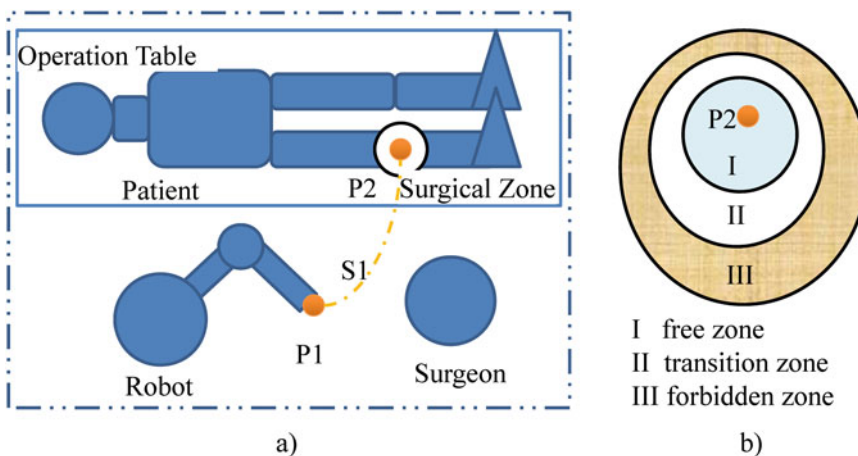 Operation Table
Patient
P2
Surgical Zone
S1
P1
Robot
Surgeon
a)
P2
I
II
III
I free zone
II transition zone
III forbidden zone
b)